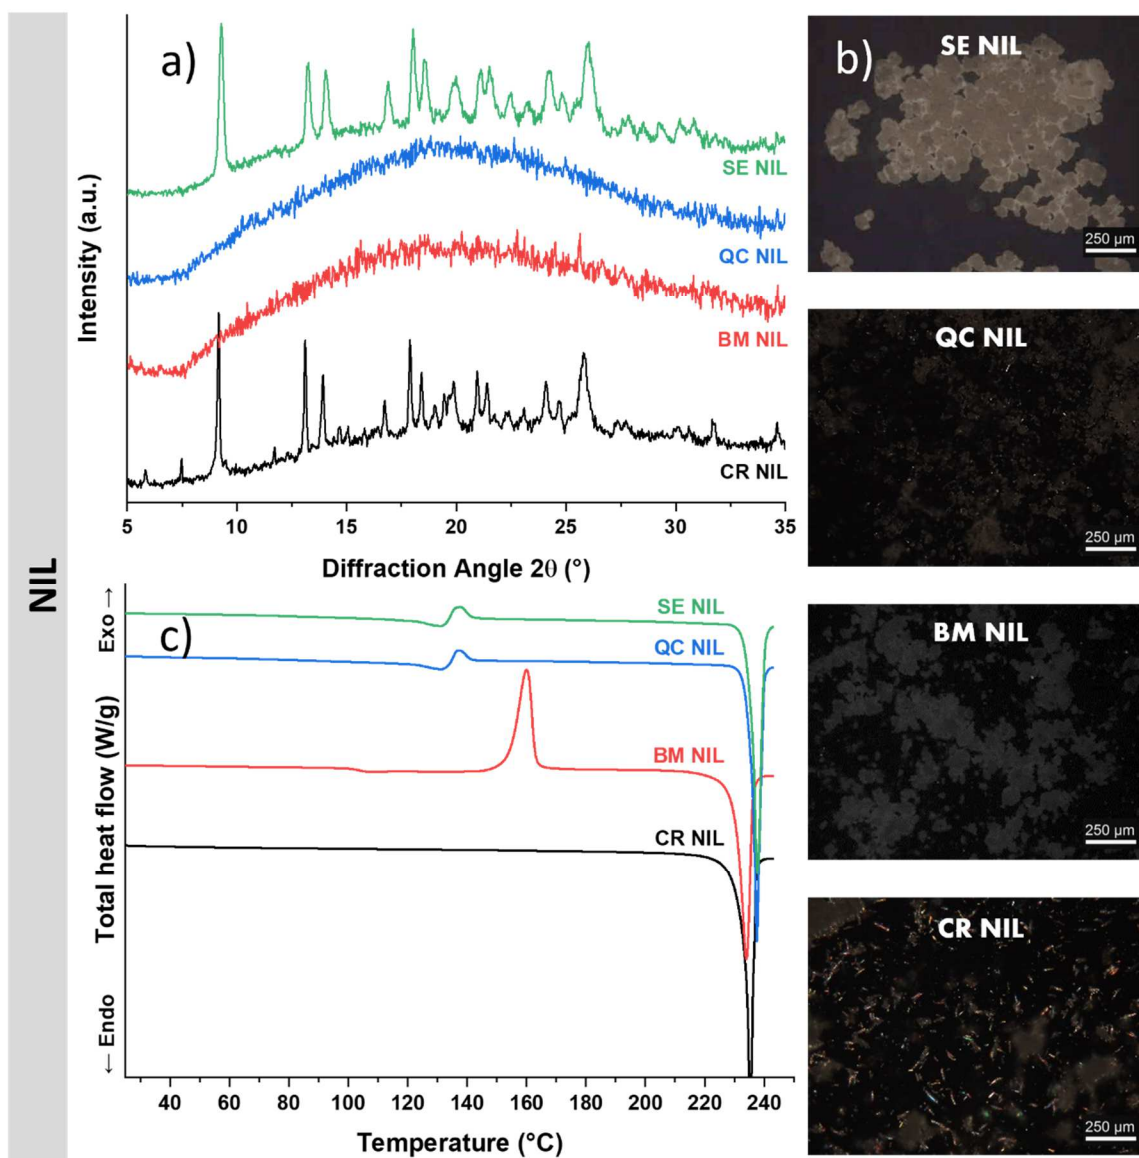 NIL
a)
Intensity (a.u.)
SE NIL
QC NIL
BM NIL
CR NIL
5 10 15 20 25 30 35
Diffraction Angle 2θ (°)
b)
SE NIL
250 µm
QC NIL
250 µm
BM NIL
250 µm
CR NIL
250 µm
c)
Exo →
Total heat flow (W/g)
← Endo
SE NIL
QC NIL
BM NIL
CR NIL
40 60 80 100 120 140 160 180 200 220 240
Temperature (°C)